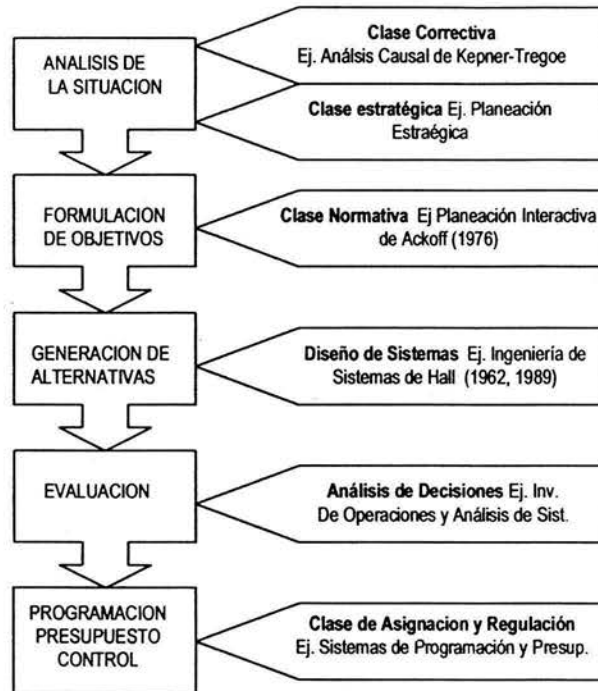 ANALISIS DE
LA SITUACION
Clase Correctiva
Ej. Análsis Causal de Kepner-Tregoe
Clase estratégica Ej. Planeación
Estraégica
FORMULACION
DE OBJETIVOS
Clase Normativa Ej Planeación Interactiva
de Ackoff (1976)
GENERACION DE
ALTERNATIVAS
Diseño de Sistemas Ej. Ingeniería de
Sistemas de Hall (1962, 1989)
EVALUACION
Análisis de Decisiones Ej. Inv.
De Operaciones y Análisis de Sist.
PROGRAMACION
PRESUPUESTO
CONTROL
Clase de Asignacion y Regulación
Ej. Sistemas de Programación y Presup.